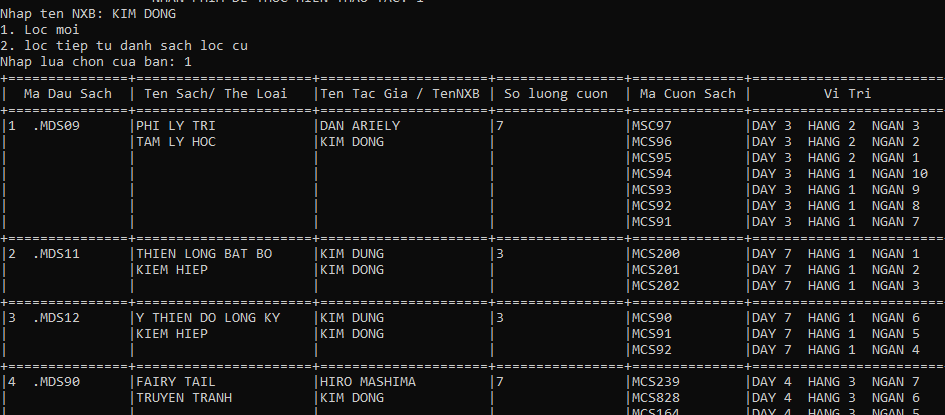 NHAN PHIM DE THUC HIEN THAO TAC: 1
Nhap ten NXB: KIM DONG
1. Loc moi
2. loc tiep tu danh sach loc cu
Nhap lua chon cua ban: 1
| Ma Dau Sach | Ten Sach/ The Loai |Ten Tac Gia / TenNXB | So luong cuon | Ma Cuon Sach| Vi Tri
|1 .MDS09 |PHI LY TRI |DAN ARIELY |7 |MSC97 |DAY 3 HANG 2 NGAN 3
| |TAM LY HOC |KIM DONG | |MCS96 |DAY 3 HANG 2 NGAN 2
| | | | |MCS95 |DAY 3 HANG 2 NGAN 1
| | | | |MCS94 |DAY 3 HANG 1 NGAN 10
| | | | |MCS93 |DAY 3 HANG 1 NGAN 9
| | | | |MCS92 |DAY 3 HANG 1 NGAN 8
| | | | |MCS91 |DAY 3 HANG 1 NGAN 7
|2 .MDS11 |THIEN LONG BAT BO |KIM DUNG |3 |MCS200 |DAY 7 HANG 1 NGAN 1
| |KIEM HIEP |KIM DONG | |MCS201 |DAY 7 HANG 1 NGAN 2
| | | | |MCS202 |DAY 7 HANG 1 NGAN 3
|3 .MDS12 |Y THIEN DO LONG KY |KIM DUNG |3 |MCS90 |DAY 7 HANG 1 NGAN 6
| |KIEM HIEP |KIM DONG | |MCS91 |DAY 7 HANG 1 NGAN 5
| | | | |MCS92 |DAY 7 HANG 1 NGAN 4
|4 .MDS90 |FAIRY TAIL |HIRO MASHIMA |7 |MCS239 |DAY 4 HANG 3 NGAN 7
| |TRUYEN TRANH |KIM DONG | |MCS828 |DAY 4 HANG 3 NGAN 6
| | | | |MCS164 |DAY 4 HANG 3 NGAN 5